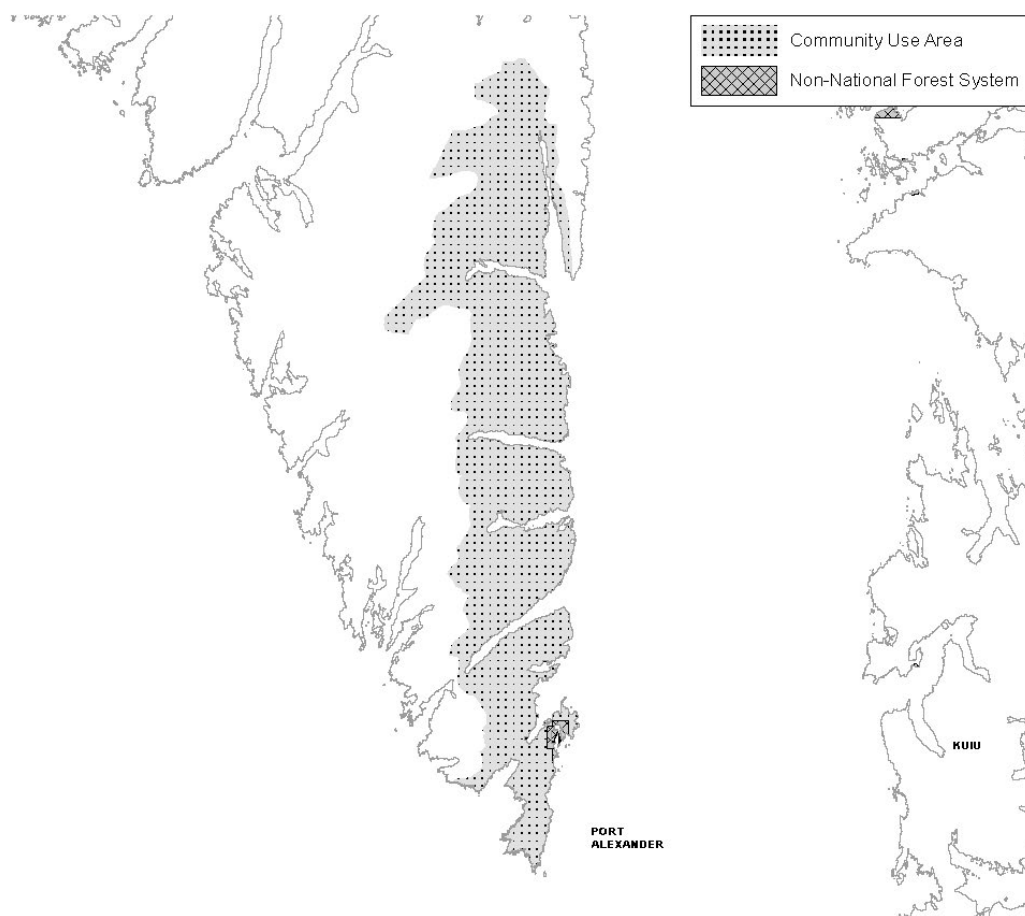 Community Use Area
Non-National Forest System
KUIU
PORT
ALEXANDER